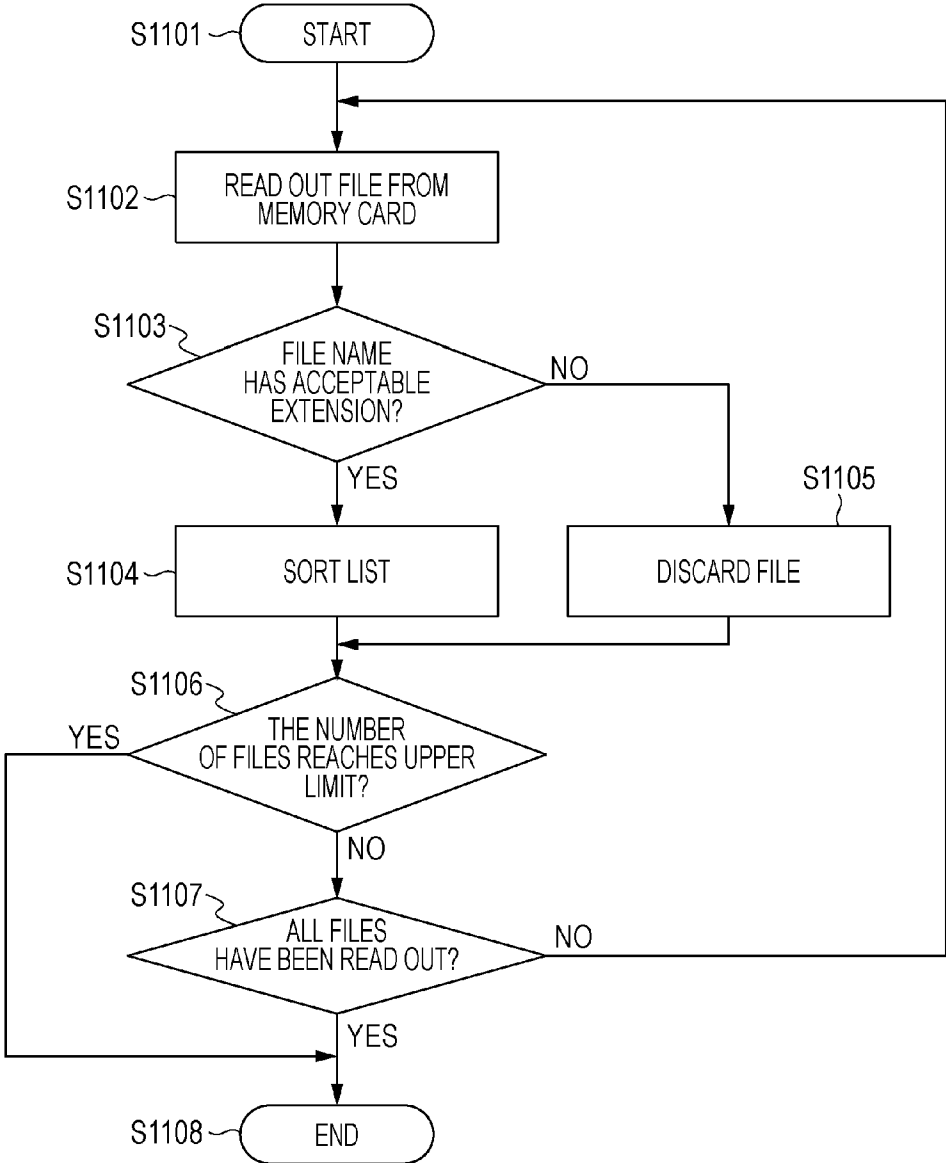 S1101
START
S1102
READ OUT FILE FROM
MEMORY CARD
S1103
FILE NAME
HAS ACCEPTABLE
EXTENSION?
NO
YES
S1105
S1104
SORT LIST
DISCARD FILE
S1106
YES
THE NUMBER
OF FILES REACHES UPPER
LIMIT?
NO
S1107
ALL FILES
HAVE BEEN READ OUT?
NO
YES
S1108
END